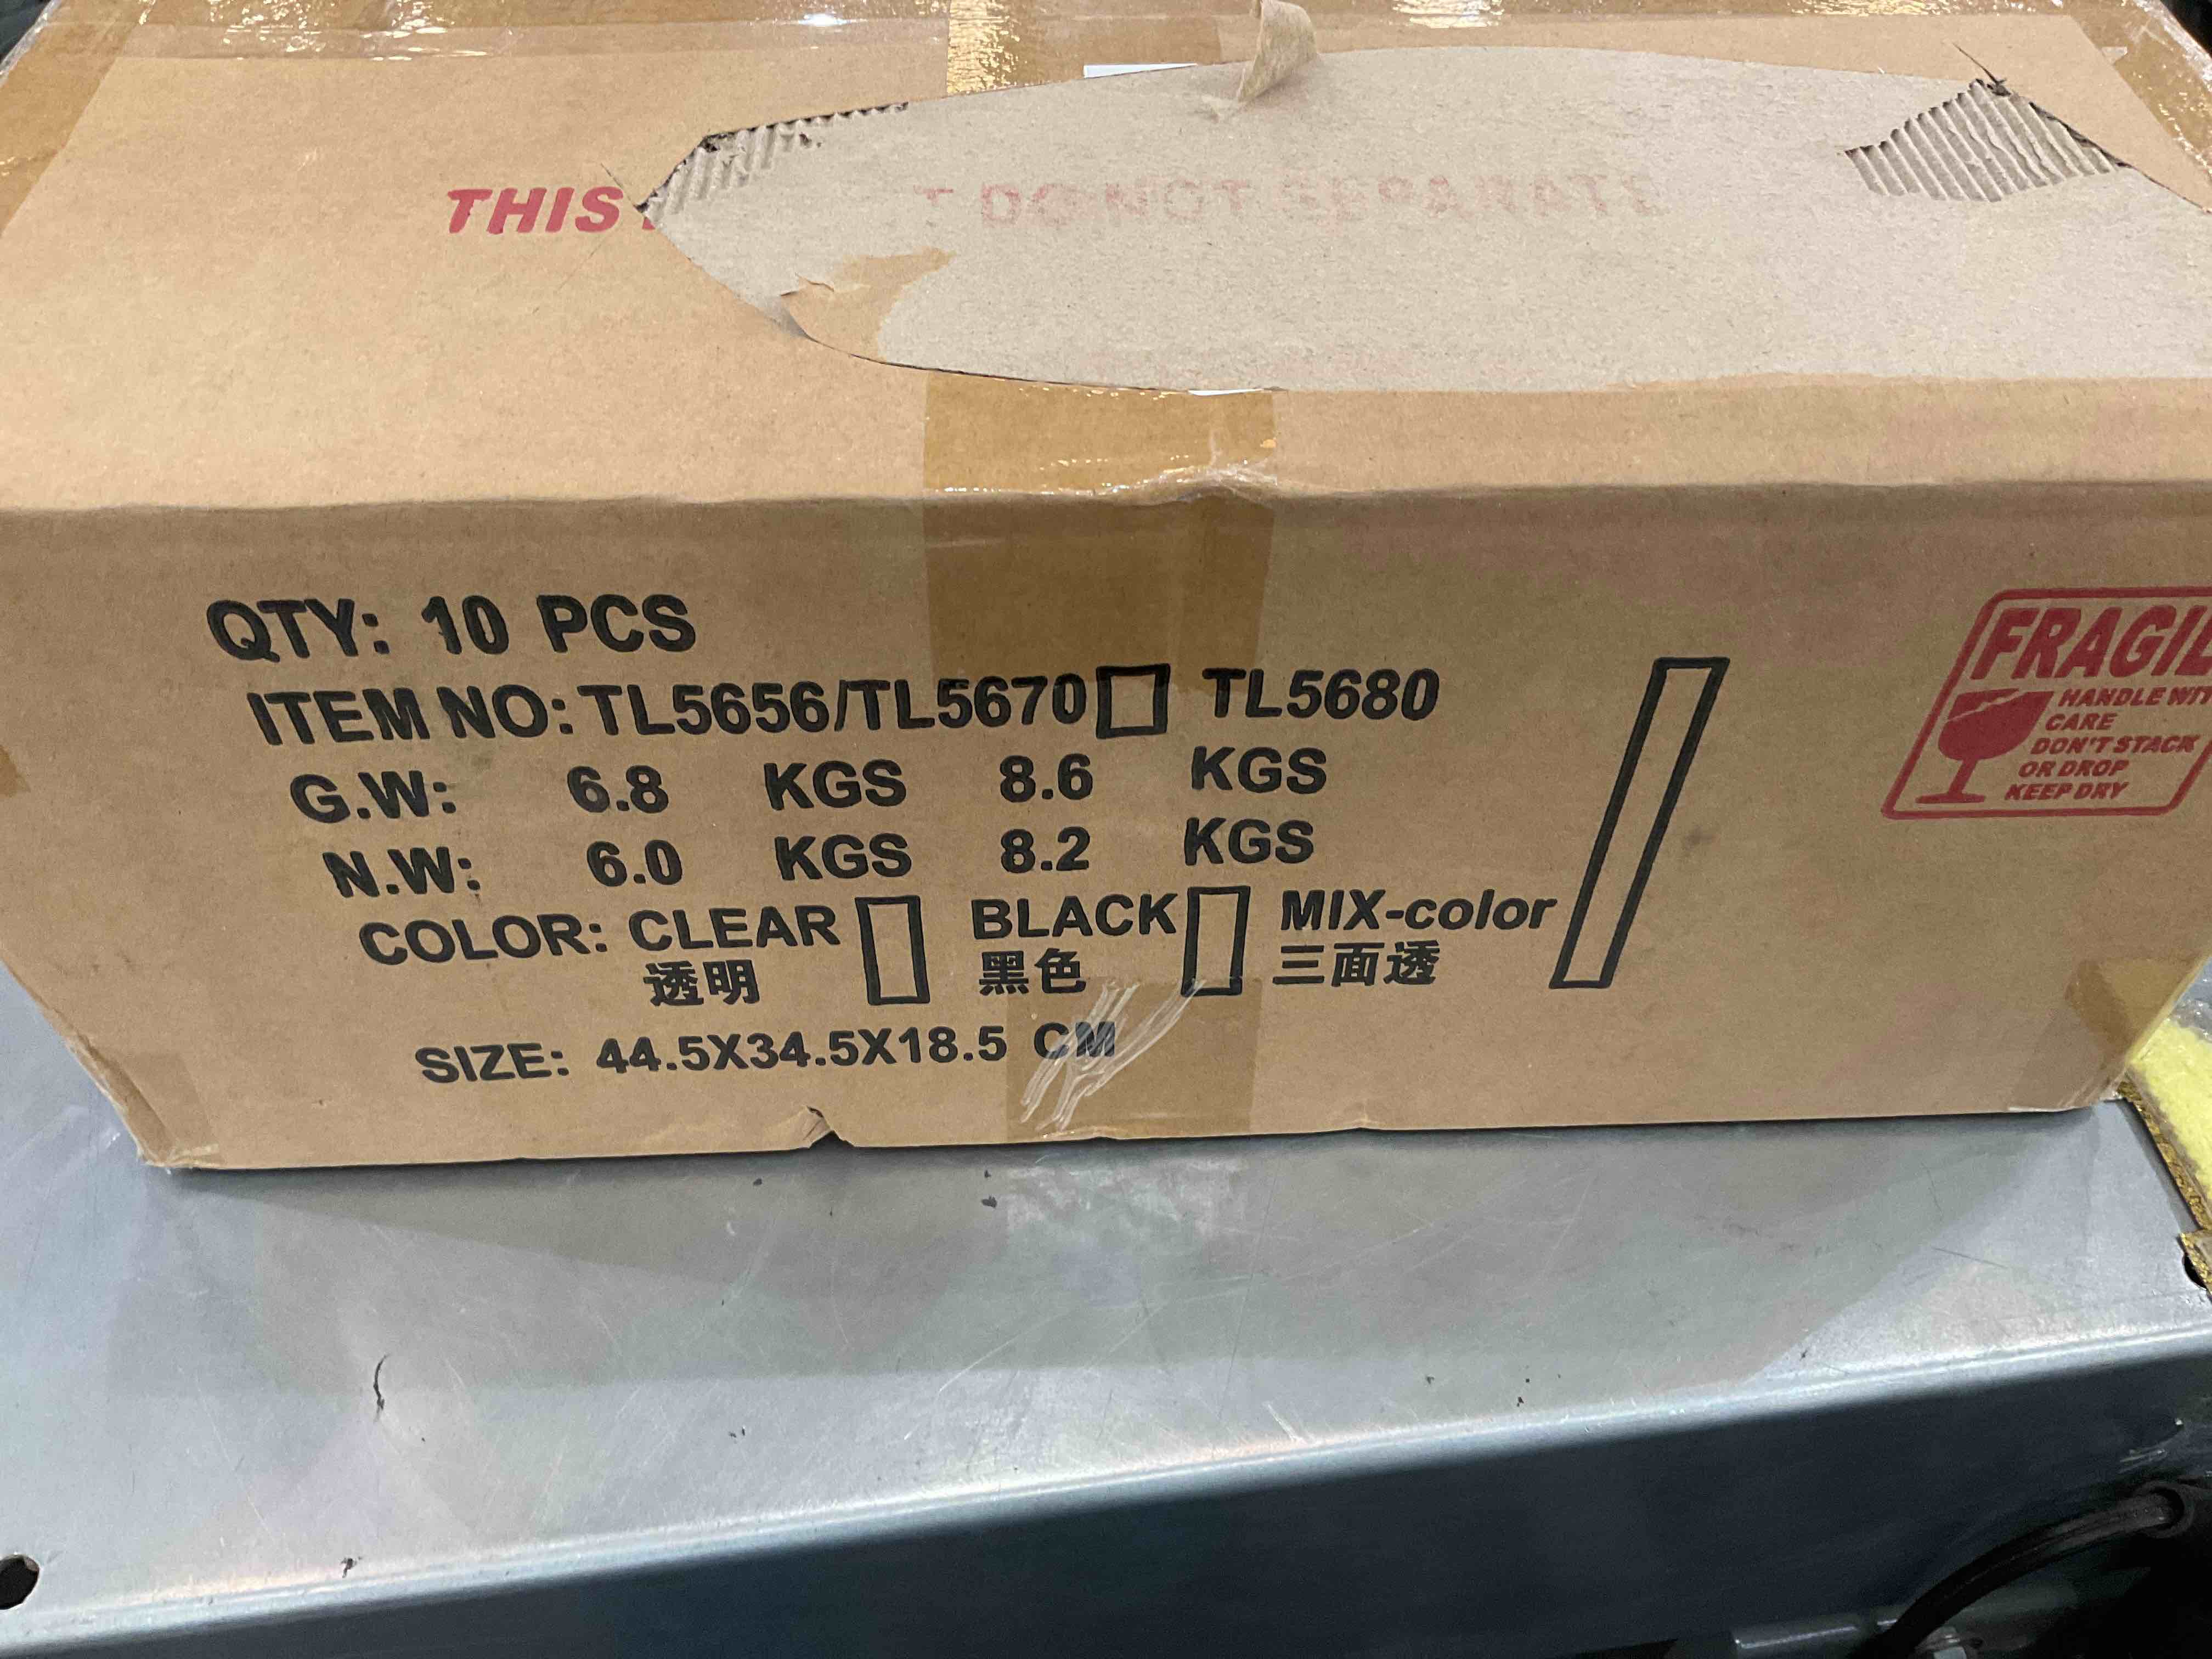 THIS
T DO NOT SEPARATE
QTY: 10 PCS
ITEM NO: TL5656/TL5670 TL5680
G.W: 6.8 KGS 8.6 KGS
N.W: 6.0 KGS 8.2 KGS
COLOR: CLEAR BLACK MIX-color
透明 黑色 三面透
SIZE: 44.5X34.5X18.5 CM
FRAGIL
HANDLE WIT
CARE
DON'T STACK
OR DROP
KEEP DRY